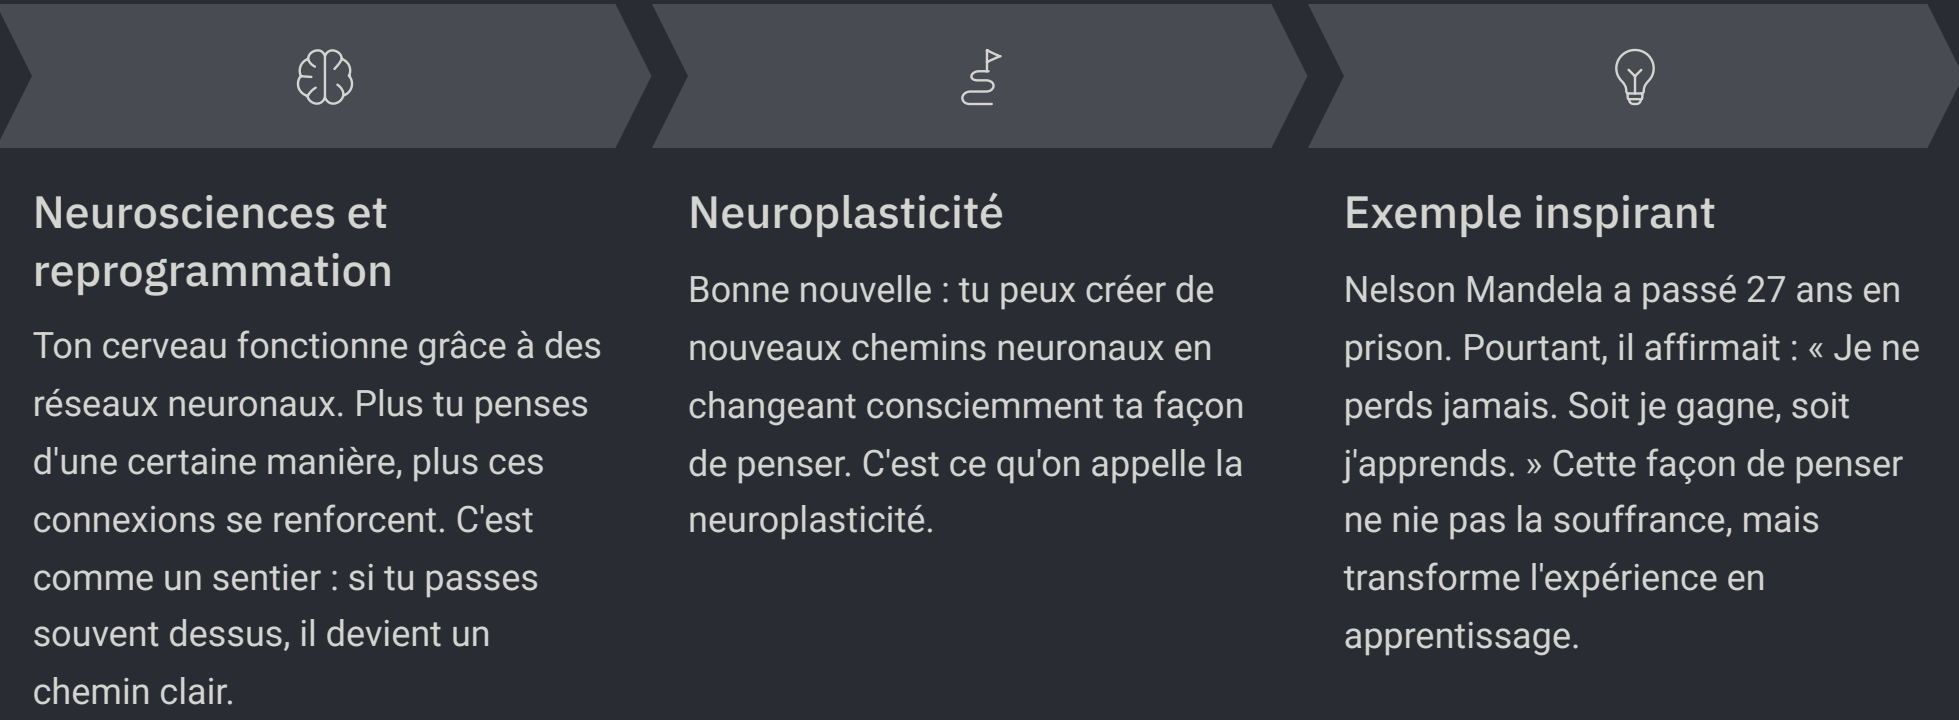 Neurosciences et
reprogrammation
Ton cerveau fonctionne grâce à des
réseaux neuronaux. Plus tu penses
d'une certaine manière, plus ces
connexions se renforcent. C'est
comme un sentier : si tu passes
souvent dessus, il devient un
chemin clair.
Neuroplasticité
Bonne nouvelle : tu peux créer de
nouveaux chemins neuronaux en
changeant consciemment ta façon
de penser. C'est ce qu'on appelle la
neuroplasticité.
Exemple inspirant
Nelson Mandela a passé 27 ans en
prison. Pourtant, il affirmait : « Je ne
perds jamais. Soit je gagne, soit
j'apprends. » Cette façon de penser
ne nie pas la souffrance, mais
transforme l'expérience en
apprentissage.